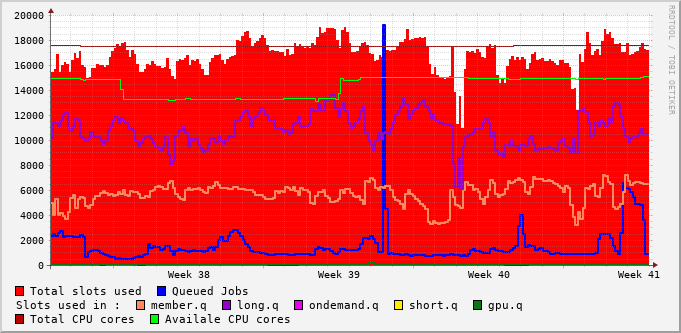 20000
18000
16000
14000
12000
10000
8000
6000
4000
2000
0
Week 38 Week 39 Week 40 Week 41
Total slots used Queued Jobs
Slots used in : member.q long.q ondemand.q short.q gpu.q
Total CPU cores Availale CPU cores
RRDTOOL / TOBI OETIKER